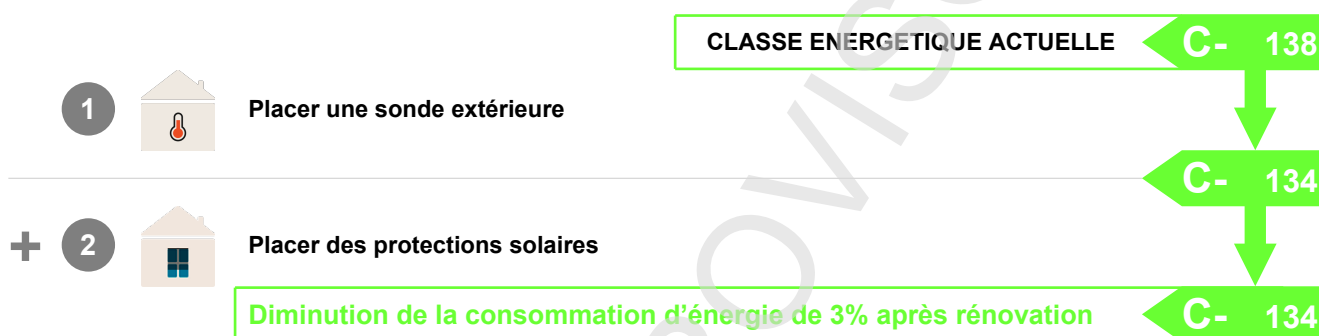 CLASSE ENERGETIQUE ACTUELLE C- 138
1 Placer une sonde extérieure
C- 134
+ 2 Placer des protections solaires
Diminution de la consommation d'énergie de 3% après rénovation C- 134